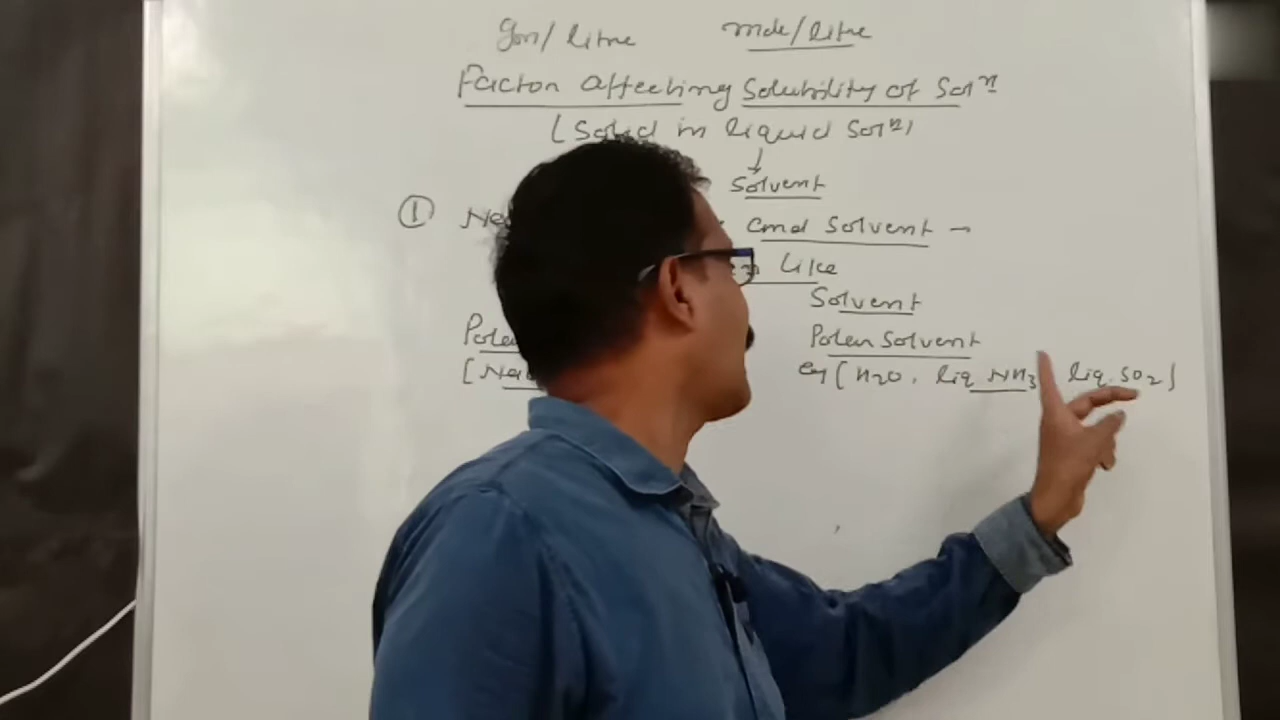 gm/litre mole/litre
Factor Affecting Solubility of Solⁿ
(Solid in liquid Solⁿ)
↓
Solvent
① and Solvent –
Like
Solvent
Polar Solvent
eg [H2O, liq NH3 liq. SO2]